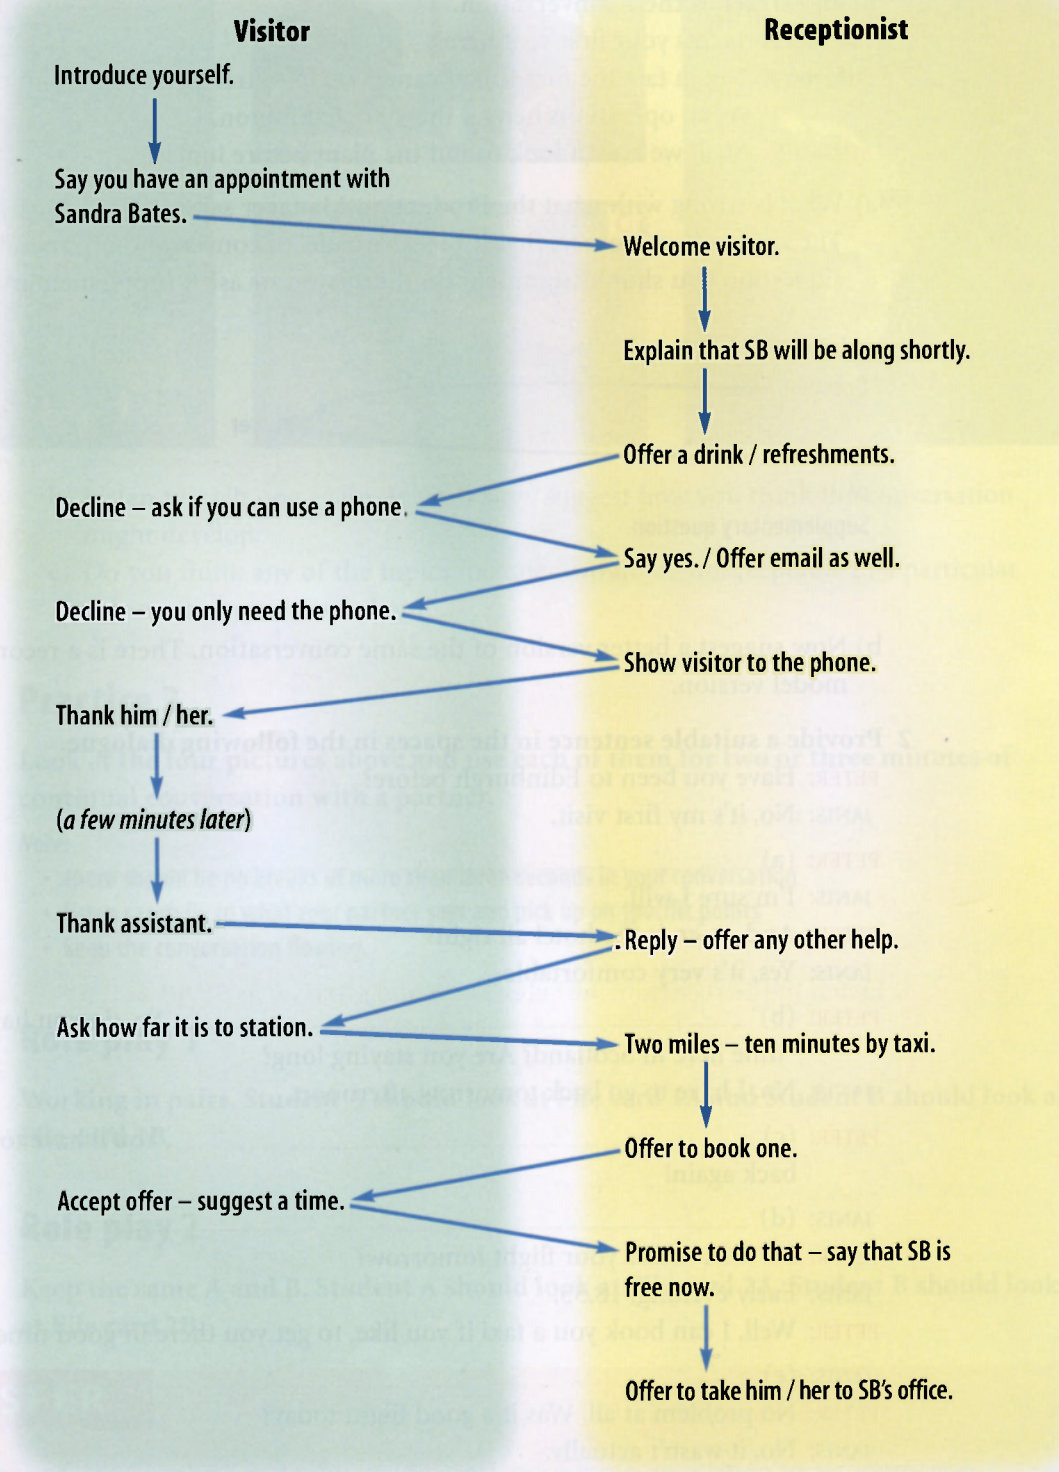 Visitor
Receptionist
Introduce yourself.
Say you have an appointment with
Sandra Bates.
Welcome visitor.
Explain that SB will be along shortly.
Offer a drink / refreshments.
Decline – ask if you can use a phone.
Say yes. / Offer email as well.
Decline – you only need the phone.
Show visitor to the phone.
Thank him / her.
(a few minutes later)
Thank assistant.
Reply – offer any other help.
Ask how far it is to station.
Two miles – ten minutes by taxi.
Offer to book one.
Accept offer – suggest a time.
Promise to do that – say that SB is
free now.
Offer to take him / her to SB's office.